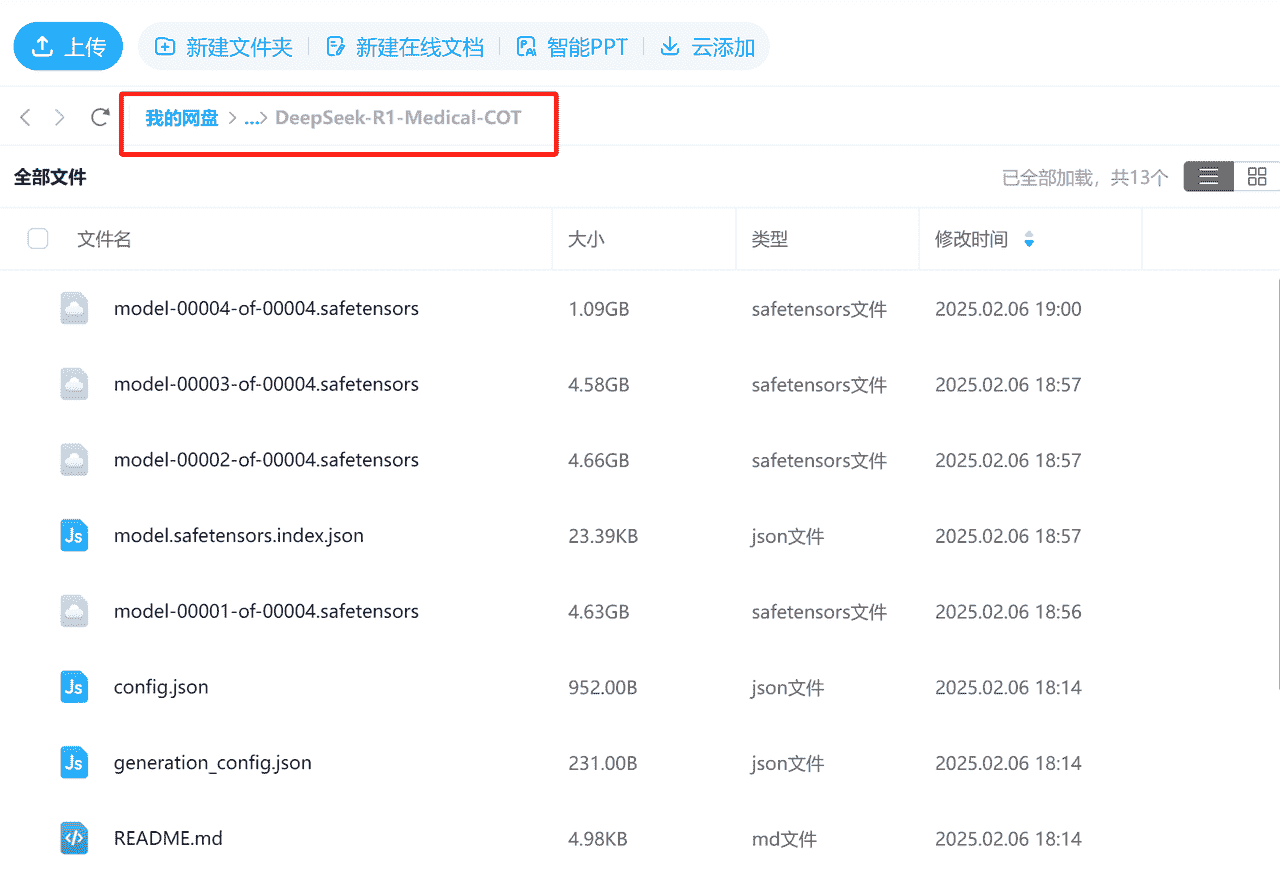 上传 新建文件夹 新建在线文档 智能PPT 云添加
我的网盘 > ...> DeepSeek-R1-Medical-COT
全部文件 已全部加载，共13个
文件名 大小 类型 修改时间
model-00004-of-00004.safetensors 1.09GB safetensors文件 2025.02.06 19:00
model-00003-of-00004.safetensors 4.58GB safetensors文件 2025.02.06 18:57
model-00002-of-00004.safetensors 4.66GB safetensors文件 2025.02.06 18:57
Js model.safetensors.index.json 23.39KB json文件 2025.02.06 18:57
model-00001-of-00004.safetensors 4.63GB safetensors文件 2025.02.06 18:56
Js config.json 952.00B json文件 2025.02.06 18:14
Js generation_config.json 231.00B json文件 2025.02.06 18:14
README.md 4.98KB md文件 2025.02.06 18:14